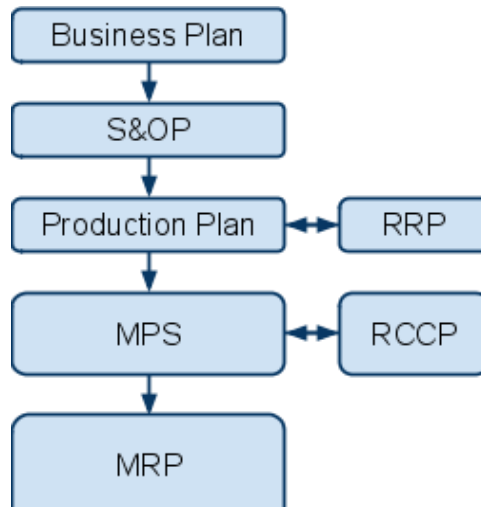 Business Plan
S&OP
Production Plan
RRP
MPS
RCCP
MRP